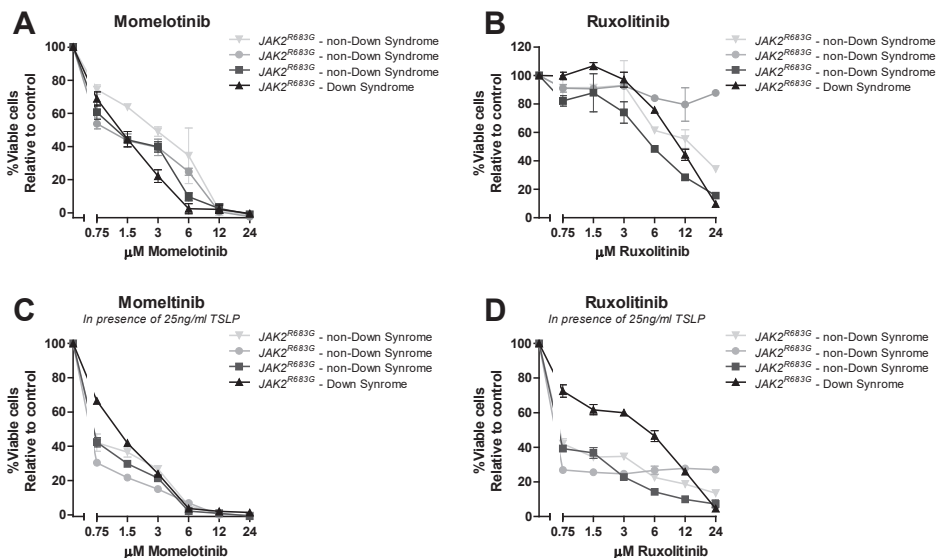 A
Momelotinib
JAK2R683G - non-Down Syndrome
JAK2R683G - non-Down Syndrome
JAK2R683G - non-Down Syndrome
JAK2R683G - Down Syndrome
%Viable cells
Relative to control
100
80
60
40
20
0
0.75 1.5 3 6 12 24
µM Momelotinib
B
Ruxolitinib
JAK2R683G - non-Down Syndrome
JAK2R683G - non-Down Syndrome
JAK2R683G - non-Down Syndrome
JAK2R683G - Down Syndrome
%Viable cells
Relative to control
120
100
80
60
40
20
0
0.75 1.5 3 6 12 24
µM Ruxolitinib
C
Momeltinib
In presence of 25ng/ml TSLP
JAK2R683G - non-Down Synrome
JAK2R683G - non-Down Synrome
JAK2R683G - non-Down Synrome
JAK2R683G - Down Synrome
%Viable cells
Relative to control
100
80
60
40
20
0
0.75 1.5 3 6 12 24
µM Momelotinib
D
Ruxolitinib
In presence of 25ng/ml TSLP
JAK2R683G - non-Down Synrome
JAK2R683G - non-Down Synrome
JAK2R683G - non-Down Synrome
JAK2R683G - Down Synrome
%Viable cells
Relative to control
100
80
60
40
20
0
0.75 1.5 3 6 12 24
µM Ruxolitinib